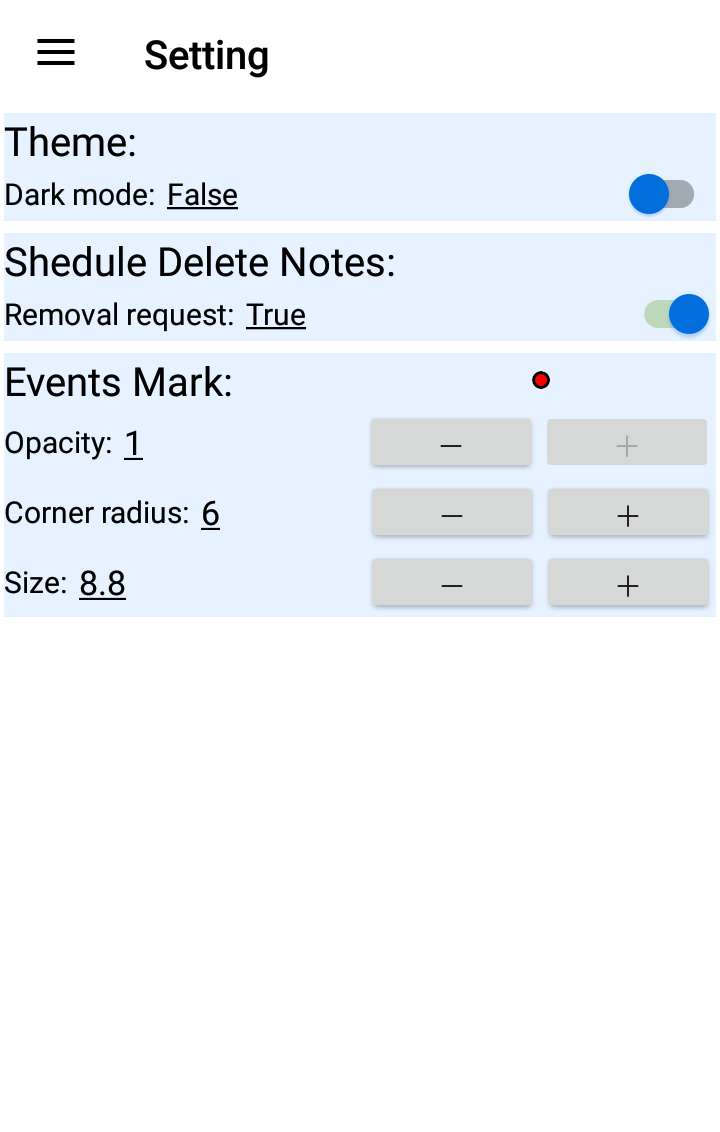 Setting
Theme:
Dark mode: False
Shedule Delete Notes:
Removal request: True
Events Mark:
Opacity: 1 — +
Corner radius: 6 — +
Size: 8.8 — +